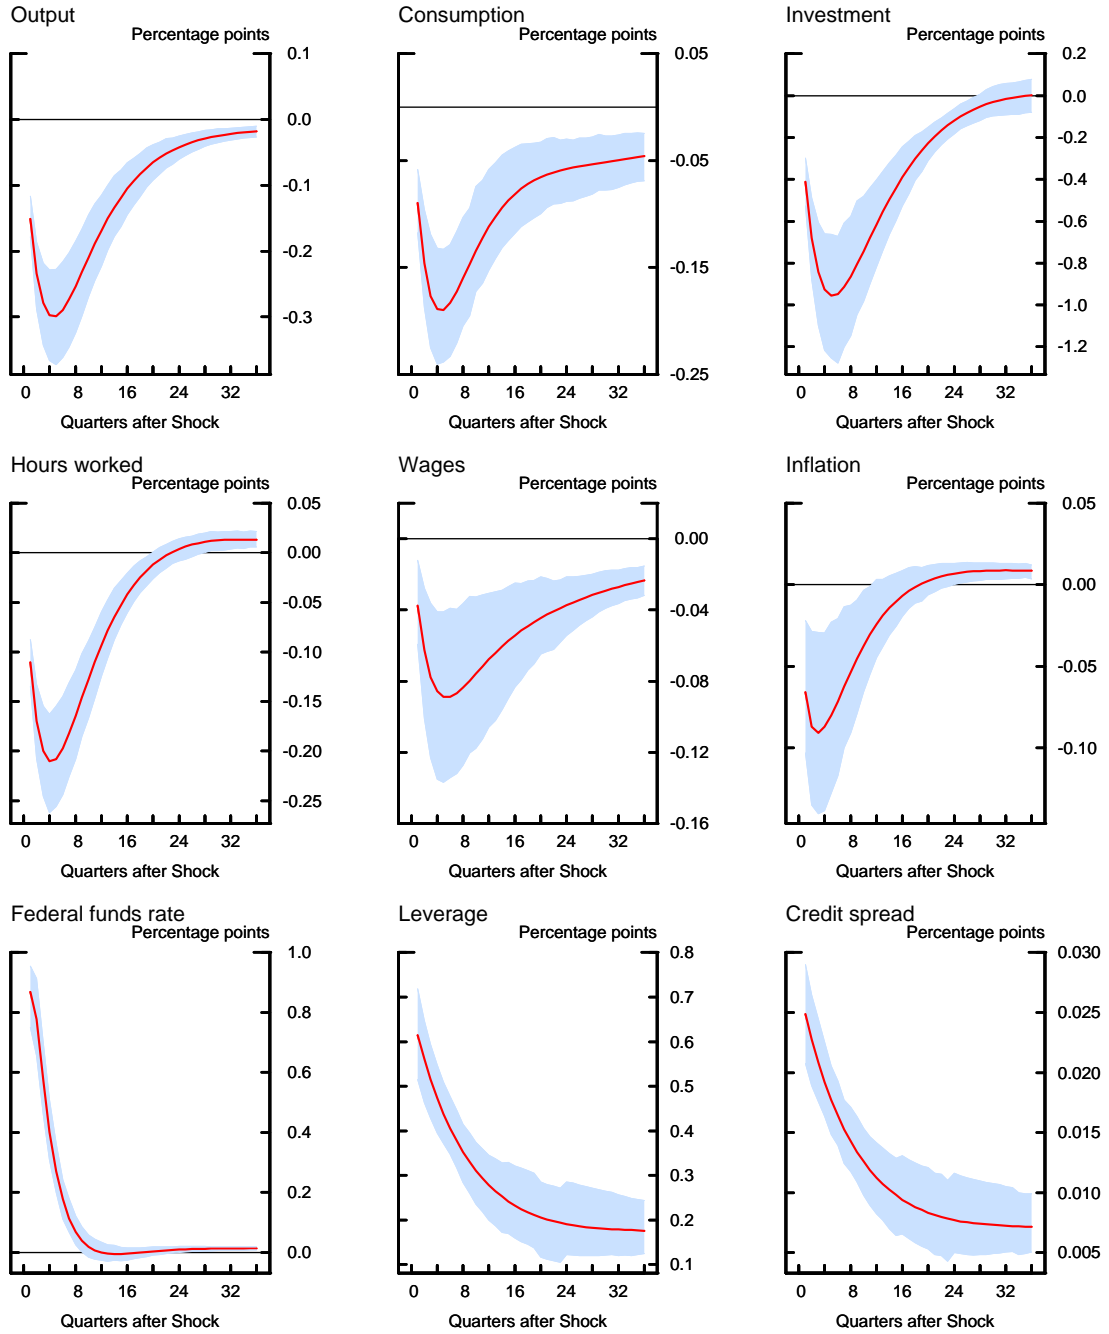 Output
Percentage points
0.1
0.0
-0.1
-0.2
-0.3
0 8 16 24 32
Quarters after Shock
Consumption
Percentage points
0.05
-0.05
-0.15
-0.25
0 8 16 24 32
Quarters after Shock
Investment
Percentage points
0.2
0.0
-0.2
-0.4
-0.6
-0.8
-1.0
-1.2
0 8 16 24 32
Quarters after Shock
Hours worked
Percentage points
0.05
0.00
-0.05
-0.10
-0.15
-0.20
-0.25
0 8 16 24 32
Quarters after Shock
Wages
Percentage points
0.00
-0.04
-0.08
-0.12
-0.16
0 8 16 24 32
Quarters after Shock
Inflation
Percentage points
0.05
0.00
-0.05
-0.10
0 8 16 24 32
Quarters after Shock
Federal funds rate
Percentage points
1.0
0.8
0.6
0.4
0.2
0.0
0 8 16 24 32
Quarters after Shock
Leverage
Percentage points
0.8
0.7
0.6
0.5
0.4
0.3
0.2
0.1
0 8 16 24 32
Quarters after Shock
Credit spread
Percentage points
0.030
0.025
0.020
0.015
0.010
0.005
0 8 16 24 32
Quarters after Shock